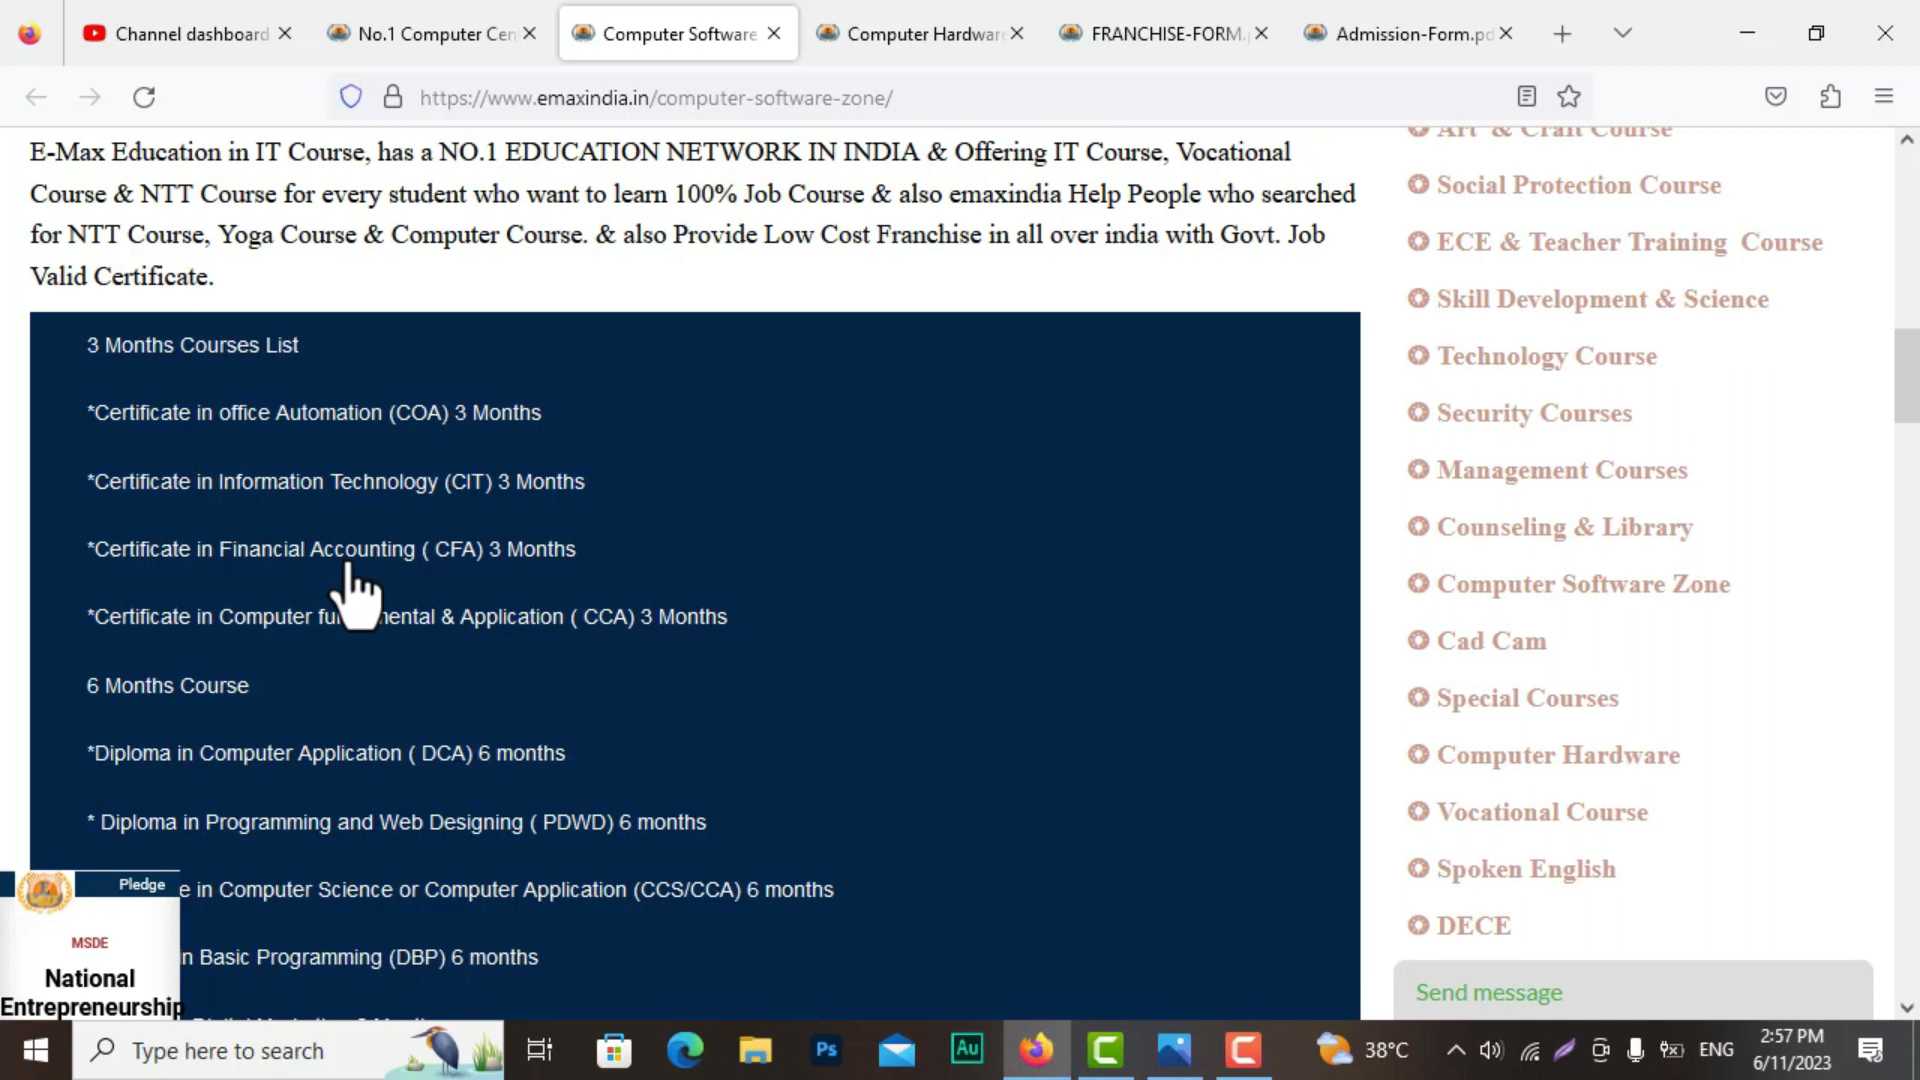 Channel dashboard
No.1 Computer Cen
Computer Software
Computer Hardware
FRANCHISE-FORM.
Admission-Form.pd
https://www.emaxindia.in/computer-software-zone/
E-Max Education in IT Course, has a NO.1 EDUCATION NETWORK IN INDIA & Offering IT Course, Vocational
Course & NTT Course for every student who want to learn 100% Job Course & also emaxindia Help People who searched
for NTT Course, Yoga Course & Computer Course. & also Provide Low Cost Franchise in all over india with Govt. Job
Valid Certificate.
3 Months Courses List
*Certificate in office Automation (COA) 3 Months
*Certificate in Information Technology (CIT) 3 Months
*Certificate in Financial Accounting ( CFA) 3 Months
*Certificate in Computer & Application ( CCA) 3 Months
6 Months Course
*Diploma in Computer Application ( DCA) 6 months
* Diploma in Programming and Web Designing ( PDWD) 6 months
in Computer Science or Computer Application (CCS/CCA) 6 months
in Basic Programming (DBP) 6 months
Art & Craft Course
Social Protection Course
ECE & Teacher Training Course
Skill Development & Science
Technology Course
Security Courses
Management Courses
Counseling & Library
Computer Software Zone
Cad Cam
Special Courses
Computer Hardware
Vocational Course
Spoken English
DECE
Send message
Pledge
MSDE
National
Entrepreneurship
Type here to search
Ps
Au
38°C
ENG
2:57 PM
6/11/2023